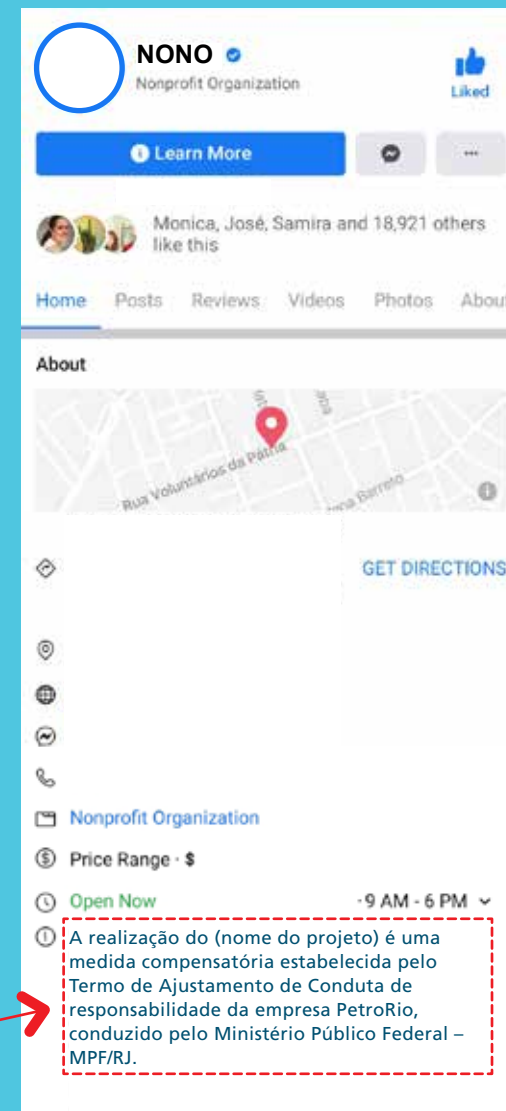 NONO
Nonprofit Organization
Liked
Learn More
Monica, José, Samira and 18,921 others
like this
Home Posts Reviews Videos Photos About
About
Rua Voluntários da Pátria
Barreto
GET DIRECTIONS
Nonprofit Organization
Price Range · $
Open Now · 9 AM - 6 PM
A realização do (nome do projeto) é uma
medida compensatória estabelecida pelo
Termo de Ajustamento de Conduta de
responsabilidade da empresa PetroRio,
conduzido pelo Ministério Público Federal –
MPF/RJ.